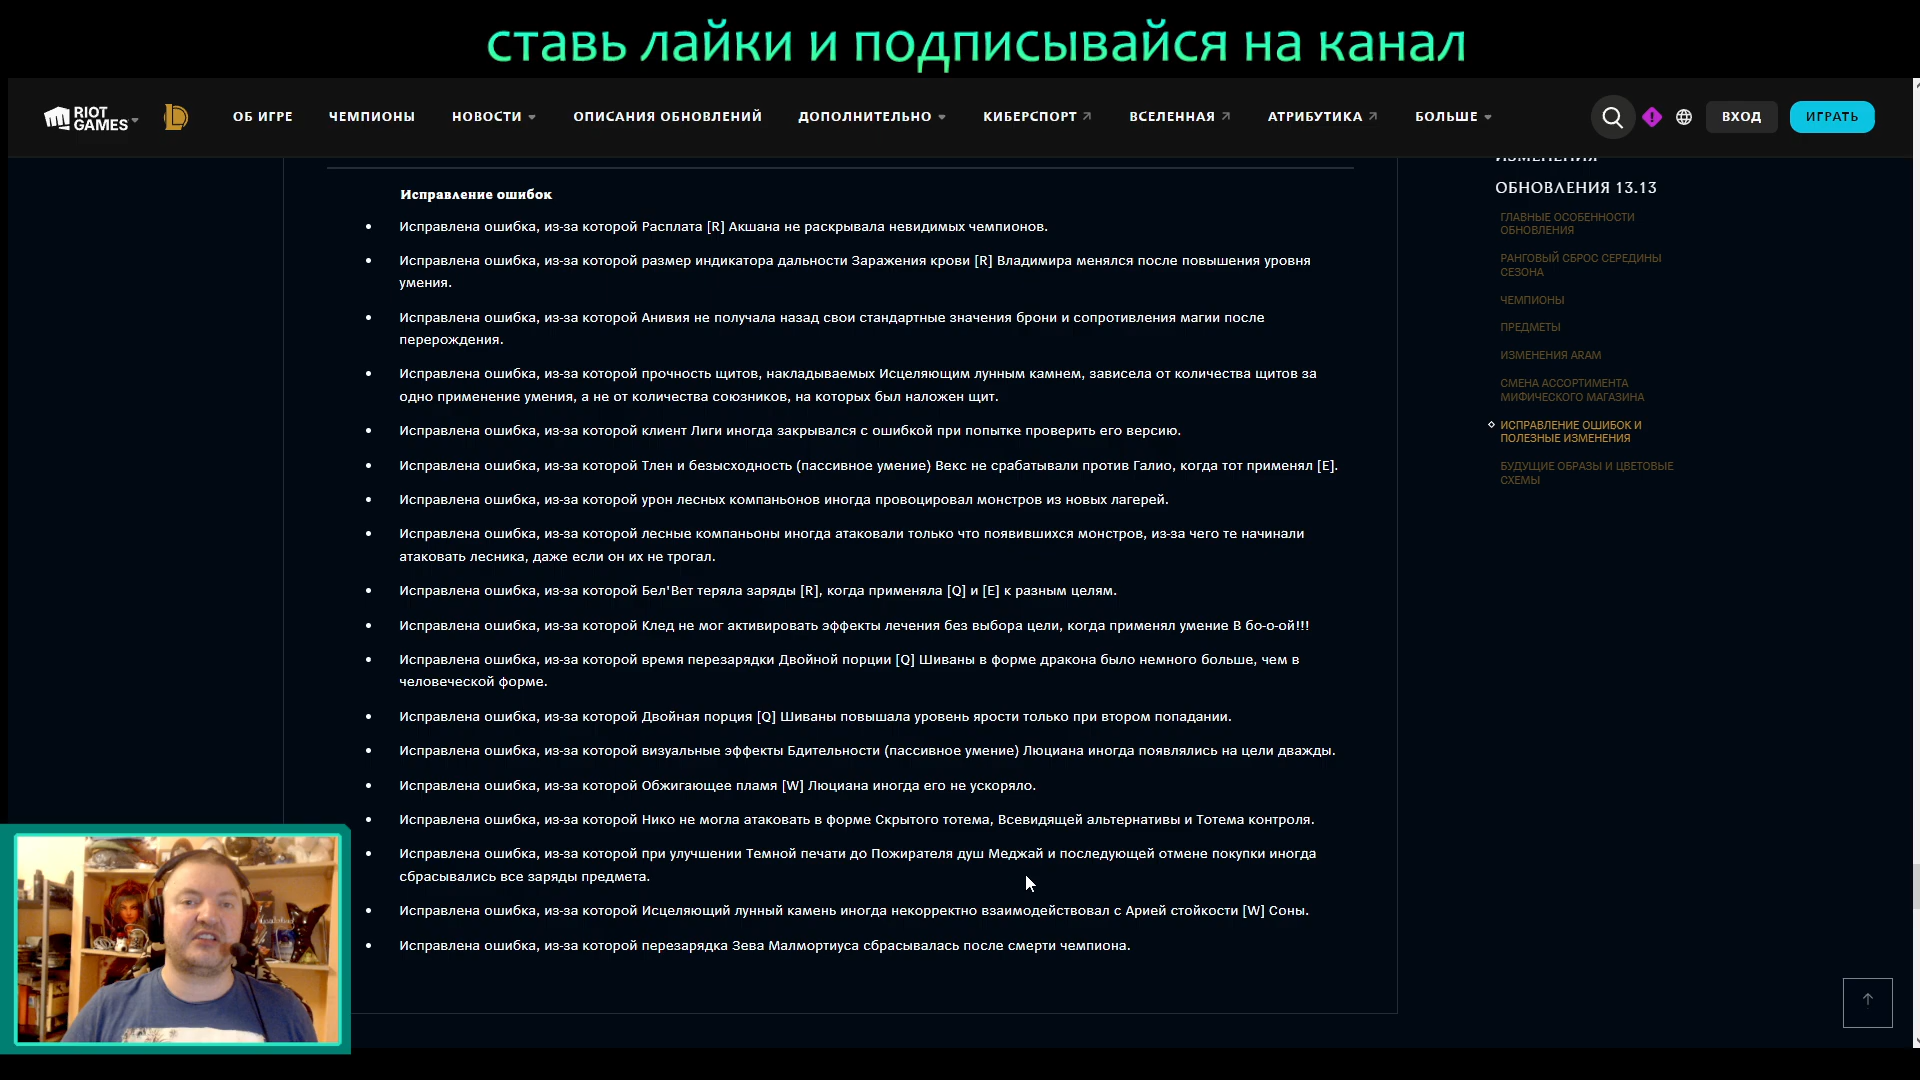 ставь лайки и подписывайся на канал
RIOT GAMES
ОБ ИГРЕ
ЧЕМПИОНЫ
НОВОСТИ
ОПИСАНИЯ ОБНОВЛЕНИЙ
ДОПОЛНИТЕЛЬНО
КИБЕРСПОРТ
ВСЕЛЕННАЯ
АТРИБУТИКА
БОЛЬШЕ
ВХОД
ИГРАТЬ
Исправление ошибок
Исправлена ошибка, из-за которой Расплата [R] Акшана не раскрывала невидимых чемпионов.
Исправлена ошибка, из-за которой размер индикатора дальности Заражения крови [R] Владимира менялся после повышения уровня
умения.
Исправлена ошибка, из-за которой Анивия не получала назад свои стандартные значения брони и сопротивления магии после
перерождения.
Исправлена ошибка, из-за которой прочность щитов, накладываемых Исцеляющим лунным камнем, зависела от количества щитов за
одно применение умения, а не от количества союзников, на которых был наложен щит.
Исправлена ошибка, из-за которой клиент Лиги иногда закрывался с ошибкой при попытке проверить его версию.
Исправлена ошибка, из-за которой Тлен и безысходность (пассивное умение) Векс не срабатывали против Галио, когда тот применял [E].
Исправлена ошибка, из-за которой урон лесных компаньонов иногда провоцировал монстров из новых лагерей.
Исправлена ошибка, из-за которой лесные компаньоны иногда атаковали только что появившихся монстров, из-за чего те начинали
атаковать лесника, даже если он их не трогал.
Исправлена ошибка, из-за которой Бел'Вет теряла заряды [R], когда применяла [Q] и [E] к разным целям.
Исправлена ошибка, из-за которой Клед не мог активировать эффекты лечения без выбора цели, когда применял умение В бо-о-ой!!!
Исправлена ошибка, из-за которой время перезарядки Двойной порции [Q] Шиваны в форме дракона было немного больше, чем в
человеческой форме.
Исправлена ошибка, из-за которой Двойная порция [Q] Шиваны повышала уровень ярости только при втором попадании.
Исправлена ошибка, из-за которой визуальные эффекты Бдительности (пассивное умение) Люциана иногда появлялись на цели дважды.
Исправлена ошибка, из-за которой Обжигающее пламя [W] Люциана иногда его не ускоряло.
Исправлена ошибка, из-за которой Нико не могла атаковать в форме Скрытого тотема, Всевидящей альтернативы и Тотема контроля.
Исправлена ошибка, из-за которой при улучшении Темной печати до Пожирателя душ Меджай и последующей отмене покупки иногда
сбрасывались все заряды предмета.
Исправлена ошибка, из-за которой Исцеляющий лунный камень иногда некорректно взаимодействовал с Арией стойкости [W] Соны.
Исправлена ошибка, из-за которой перезарядка Зева Малмортиуса сбрасывалась после смерти чемпиона.
ИЗМЕНЕНИЯ
ОБНОВЛЕНИЯ 13.13
ГЛАВНЫЕ ОСОБЕННОСТИ
ОБНОВЛЕНИЯ
РАНГОВЫЙ СБРОС СЕРЕДИНЫ
СЕЗОНА
ЧЕМПИОНЫ
ПРЕДМЕТЫ
ИЗМЕНЕНИЯ ARAM
СМЕНА АССОРТИМЕНТА
МИФИЧЕСКОГО МАГАЗИНА
ИСПРАВЛЕНИЕ ОШИБОК И
ПОЛЕЗНЫЕ ИЗМЕНЕНИЯ
БУДУЩИЕ ОБРАЗЫ И ЦВЕТОВЫЕ
СХЕМЫ